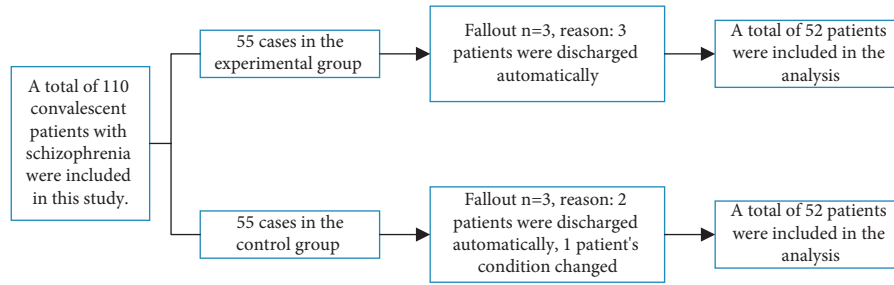 A total of 110
convalescent
patients with
schizophrenia
were included
in this study.
55 cases in the
experimental group
Fallout n=3, reason: 3
patients were discharged
automatically
A total of 52 patients
were included in the
analysis
55 cases in the
control group
Fallout n=3, reason: 2
patients were discharged
automatically, 1 patient's
condition changed
A total of 52 patients
were included in the
analysis